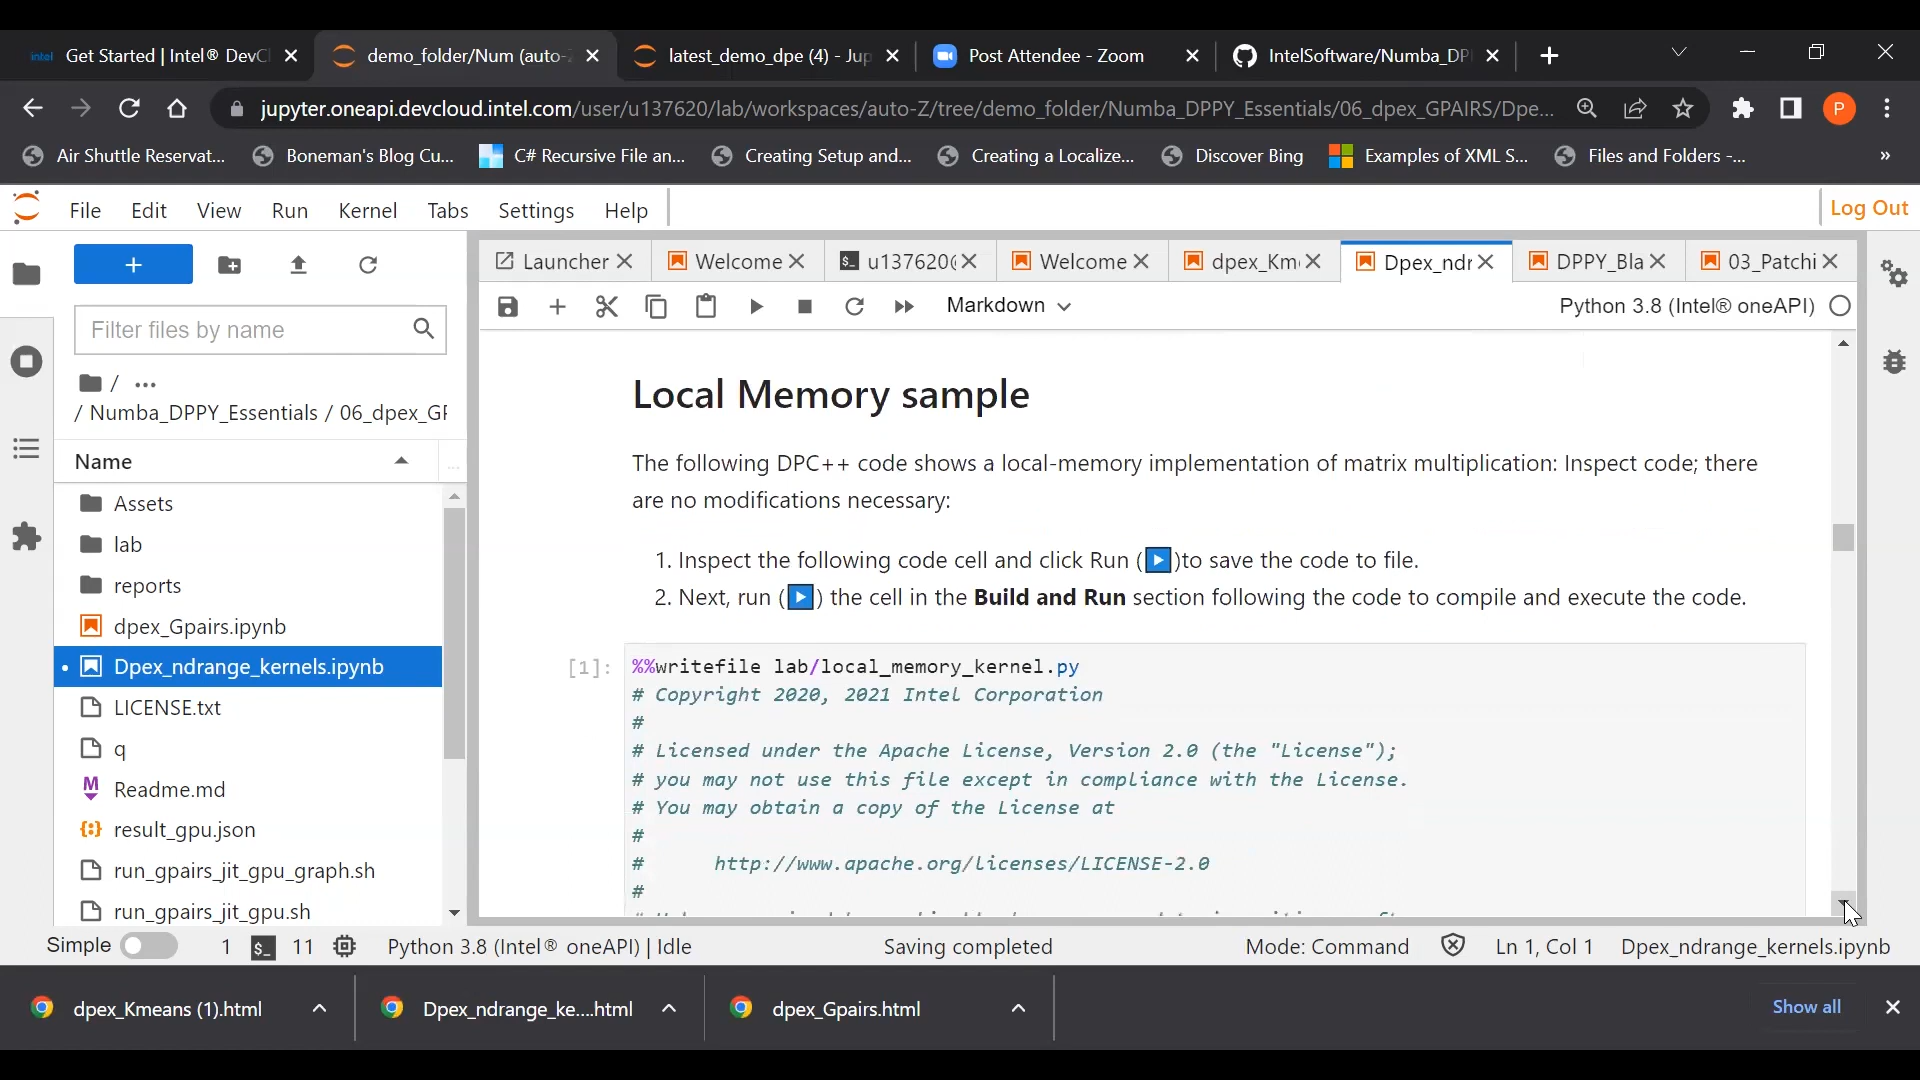 intel Get Started | Intel® DevCl
demo_folder/Num (auto-Z
latest_demo_dpe (4) - Jup
Post Attendee - Zoom
IntelSoftware/Numba_DP
jupyter.oneapi.devcloud.intel.com/user/u137620/lab/workspaces/auto-Z/tree/demo_folder/Numba_DPPY_Essentials/06_dpex_GPAIRS/Dpe...
P
Air Shuttle Reservat...
Boneman's Blog Cu...
C# Recursive File an...
Creating Setup and...
Creating a Localize...
Discover Bing
Examples of XML S...
Files and Folders -...
»
File Edit View Run Kernel Tabs Settings Help
Log Out
Launcher
Welcome
u137620(
Welcome
dpex_Km
Dpex_ndr
DPPY_Bla
03_Patchi
Markdown
Python 3.8 (Intel® oneAPI)
Filter files by name
/ ...
/ Numba_DPPY_Essentials / 06_dpex_GF
Name
...
Assets
lab
reports
dpex_Gpairs.ipynb
Dpex_ndrange_kernels.ipynb
LICENSE.txt
q
Readme.md
result_gpu.json
run_gpairs_jit_gpu_graph.sh
run_gpairs_jit_gpu.sh
Local Memory sample
The following DPC++ code shows a local-memory implementation of matrix multiplication: Inspect code; there
are no modifications necessary:
1. Inspect the following code cell and click Run (▶)to save the code to file.
2. Next, run (▶) the cell in the Build and Run section following the code to compile and execute the code.
[1]: %%writefile lab/local_memory_kernel.py
# Copyright 2020, 2021 Intel Corporation
#
# Licensed under the Apache License, Version 2.0 (the "License");
# you may not use this file except in compliance with the License.
# You may obtain a copy of the License at
#
# http://www.apache.org/licenses/LICENSE-2.0
#
Simple 1 $_ 11 Python 3.8 (Intel® oneAPI) | Idle Saving completed Mode: Command Ln 1, Col 1 Dpex_ndrange_kernels.ipynb
dpex_Kmeans (1).html
Dpex_ndrange_ke....html
dpex_Gpairs.html
Show all